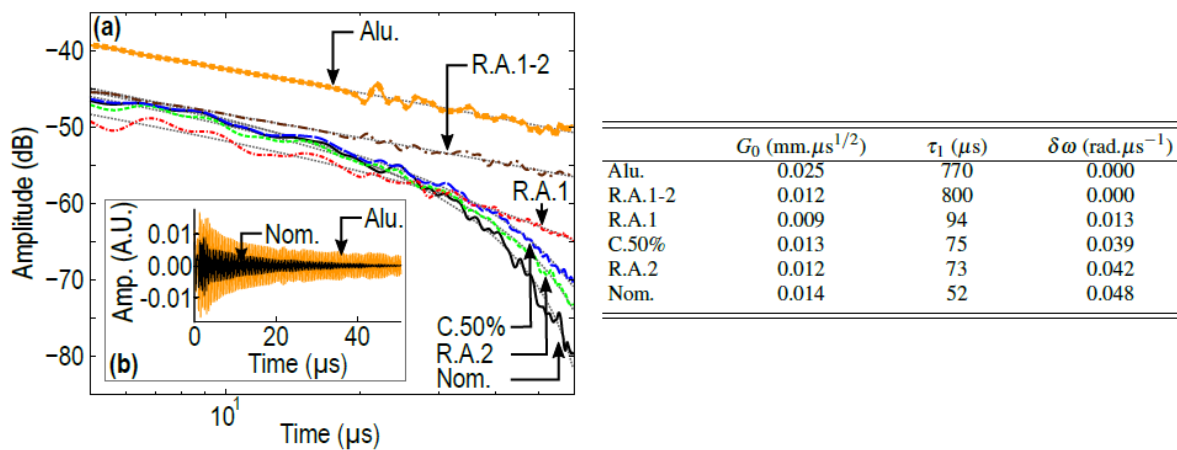 (a)
Alu.
R.A.1-2
R.A.1
C.50%
R.A.2
Nom.
Amplitude (dB)
−40
−50
−60
−70
−80
10¹
Time (µs)
(b)
Nom.
Alu.
Amp. (A.U.)
0.01
0.00
-0.01
0 20 40
Time (µs)
G₀ (mm.µs^{1/2}) τ₁ (µs) δω (rad.µs⁻¹)
Alu. 0.025 770 0.000
R.A.1-2 0.012 800 0.000
R.A.1 0.009 94 0.013
C.50% 0.013 75 0.039
R.A.2 0.012 73 0.042
Nom. 0.014 52 0.048